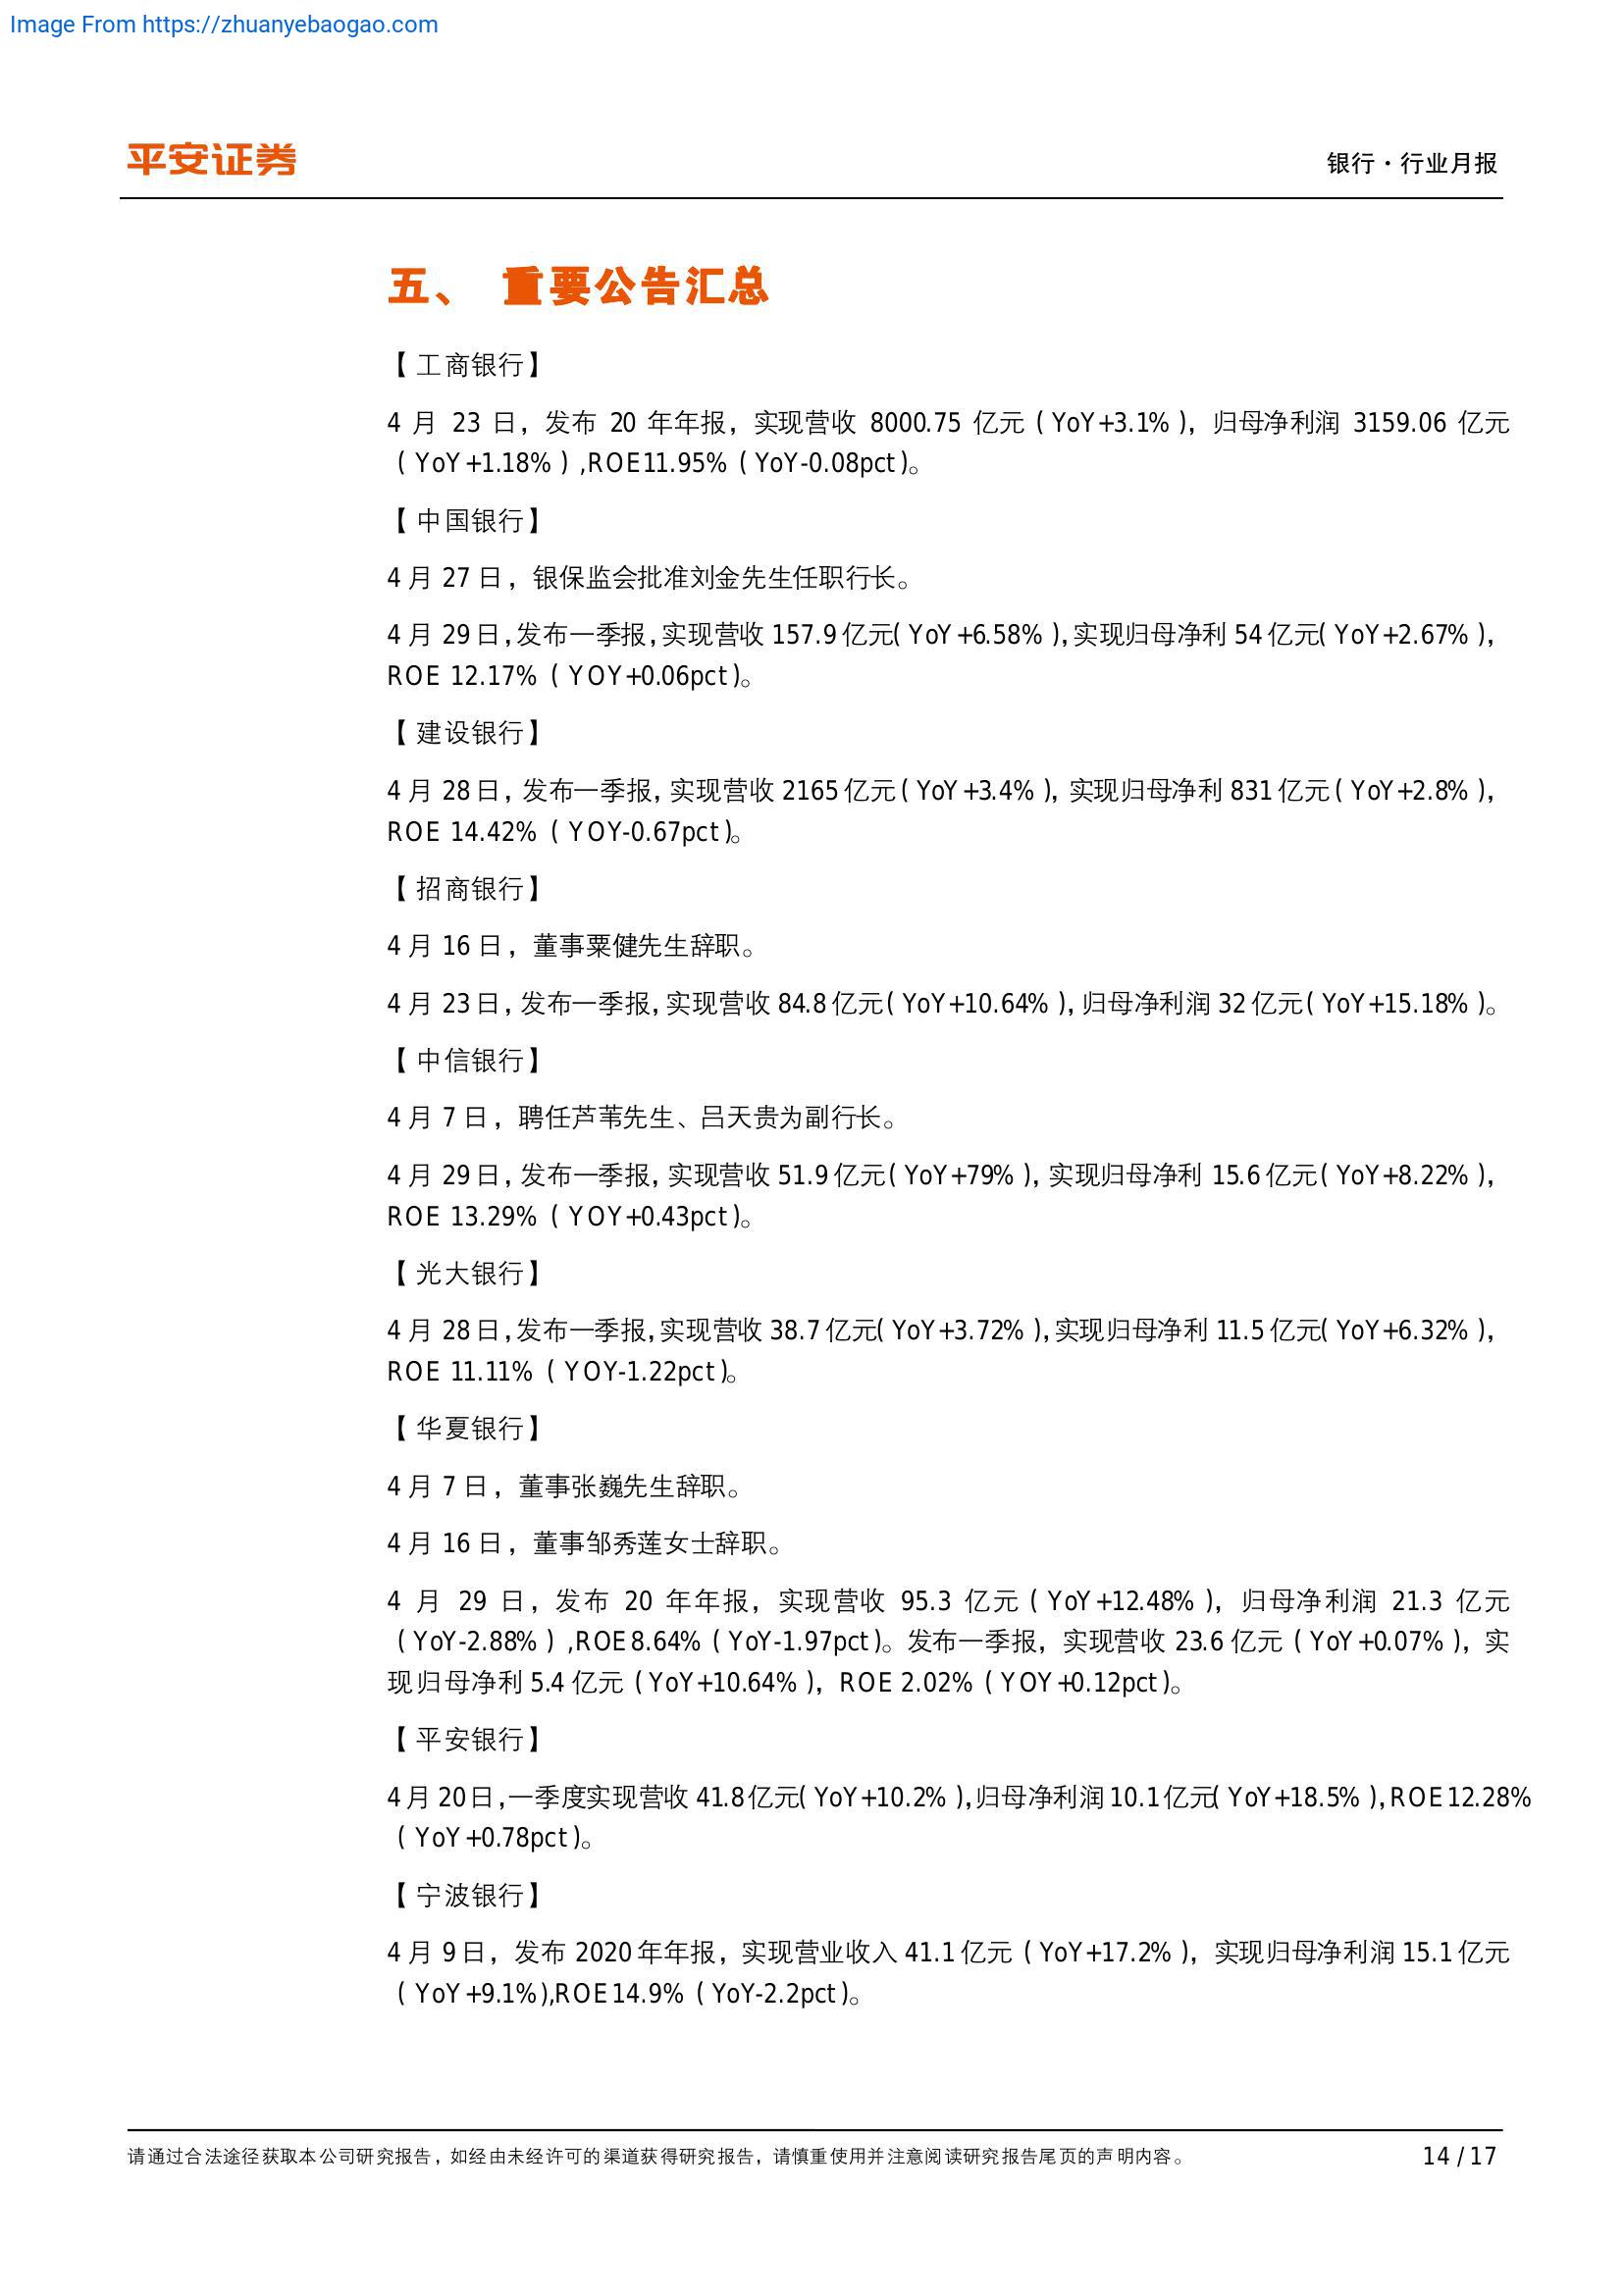 Image From https://zhuanyebaogao.com
平安证券
银行·行业月报
五、 重要公告汇总
【工商银行】
4 月 23 日，发布 20 年年报，实现营收 8000.75 亿元（YoY+3.1%），归母净利润 3159.06 亿元
（YoY+1.18%）,ROE11.95%（YoY-0.08pct）。
【中国银行】
4 月 27 日，银保监会批准刘金先生任职行长。
4 月 29 日，发布一季报，实现营收 157.9 亿元（YoY+6.58%），实现归母净利 54 亿元（YoY+2.67%），
ROE 12.17%（YOY+0.06pct）。
【建设银行】
4 月 28 日，发布一季报，实现营收 2165 亿元（YoY+3.4%），实现归母净利 831 亿元（YoY+2.8%），
ROE 14.42%（YOY-0.67pct）。
【招商银行】
4 月 16 日，董事粟健先生辞职。
4 月 23 日，发布一季报，实现营收 84.8 亿元（YoY+10.64%），归母净利润 32 亿元（YoY+15.18%）。
【中信银行】
4 月 7 日，聘任芦苇先生、吕天贵为副行长。
4 月 29 日，发布一季报，实现营收 51.9 亿元（YoY+79%），实现归母净利 15.6 亿元（YoY+8.22%），
ROE 13.29%（YOY+0.43pct）。
【光大银行】
4 月 28 日，发布一季报，实现营收 38.7 亿元（YoY+3.72%），实现归母净利 11.5 亿元（YoY+6.32%），
ROE 11.11%（YOY-1.22pct）。
【华夏银行】
4 月 7 日，董事张巍先生辞职。
4 月 16 日，董事邹秀莲女士辞职。
4 月 29 日，发布 20 年年报，实现营收 95.3 亿元（YoY+12.48%），归母净利润 21.3 亿元
（YoY-2.88%）,ROE8.64%（YoY-1.97pct）。发布一季报，实现营收 23.6 亿元（YoY+0.07%），实
现归母净利 5.4 亿元（YoY+10.64%），ROE 2.02%（YOY+0.12pct）。
【平安银行】
4 月 20 日，一季度实现营收 41.8 亿元（YoY+10.2%），归母净利润 10.1 亿元（YoY+18.5%），ROE12.28%
（YoY+0.78pct）。
【宁波银行】
4 月 9 日，发布 2020 年年报，实现营业收入 41.1 亿元（YoY+17.2%），实现归母净利润 15.1 亿元
（YoY+9.1%),ROE14.9%（YoY-2.2pct）。
请通过合法途径获取本公司研究报告，如经由未经许可的渠道获得研究报告，请慎重使用并注意阅读研究报告尾页的声明内容。
14 / 17